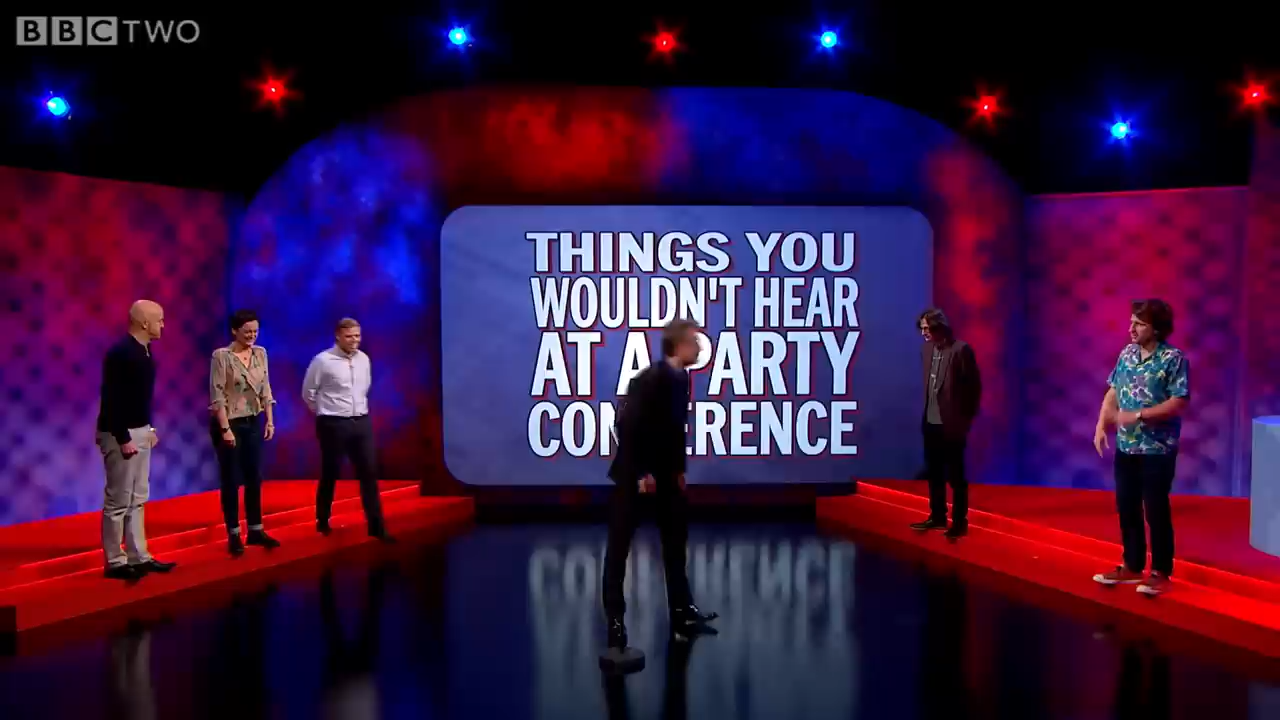 BBC TWO
THINGS YOU
WOULDN'T HEAR
AT A PARTY
CONFERENCE